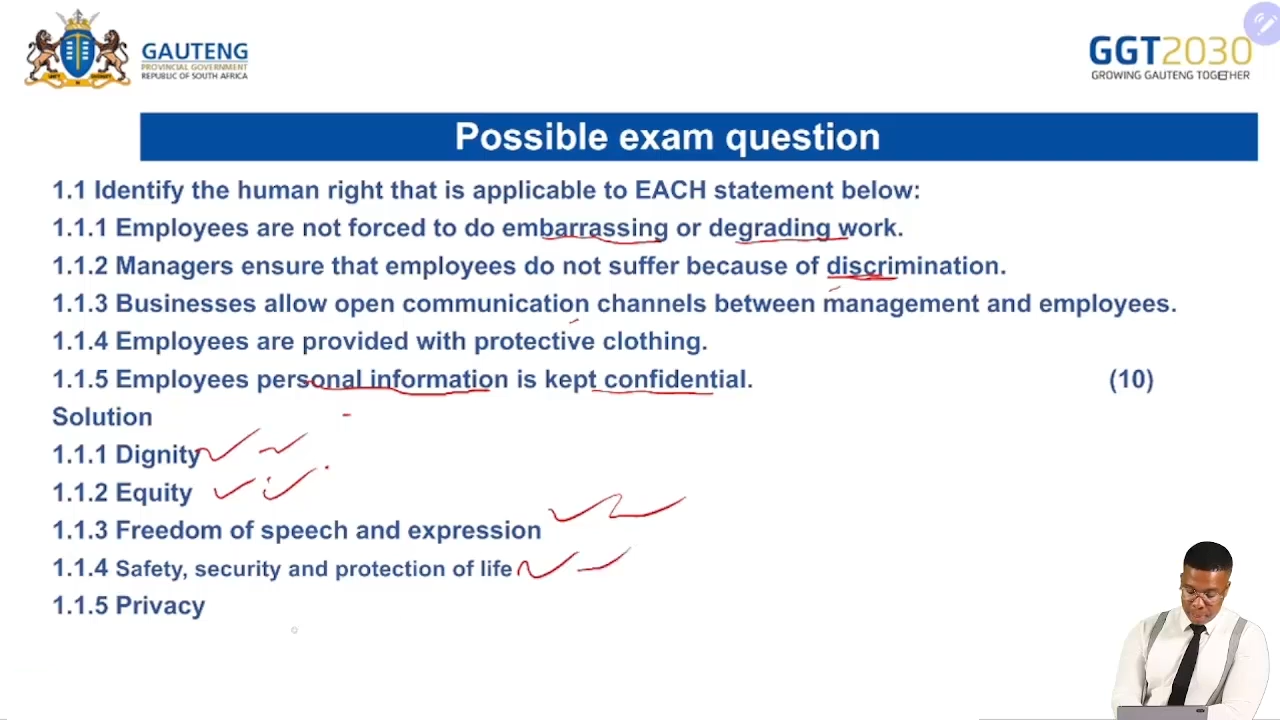 GAUTENG
PROVINCIAL GOVERNMENT
REPUBLIC OF SOUTH AFRICA
GGT2030
GROWING GAUTENG TOGETHER
Possible exam question
1.1 Identify the human right that is applicable to EACH statement below:
1.1.1 Employees are not forced to do embarrassing or degrading work.
1.1.2 Managers ensure that employees do not suffer because of discrimination.
1.1.3 Businesses allow open communication channels between management and employees.
1.1.4 Employees are provided with protective clothing.
1.1.5 Employees personal information is kept confidential. (10)
Solution
1.1.1 Dignity
1.1.2 Equity
1.1.3 Freedom of speech and expression
1.1.4 Safety, security and protection of life
1.1.5 Privacy